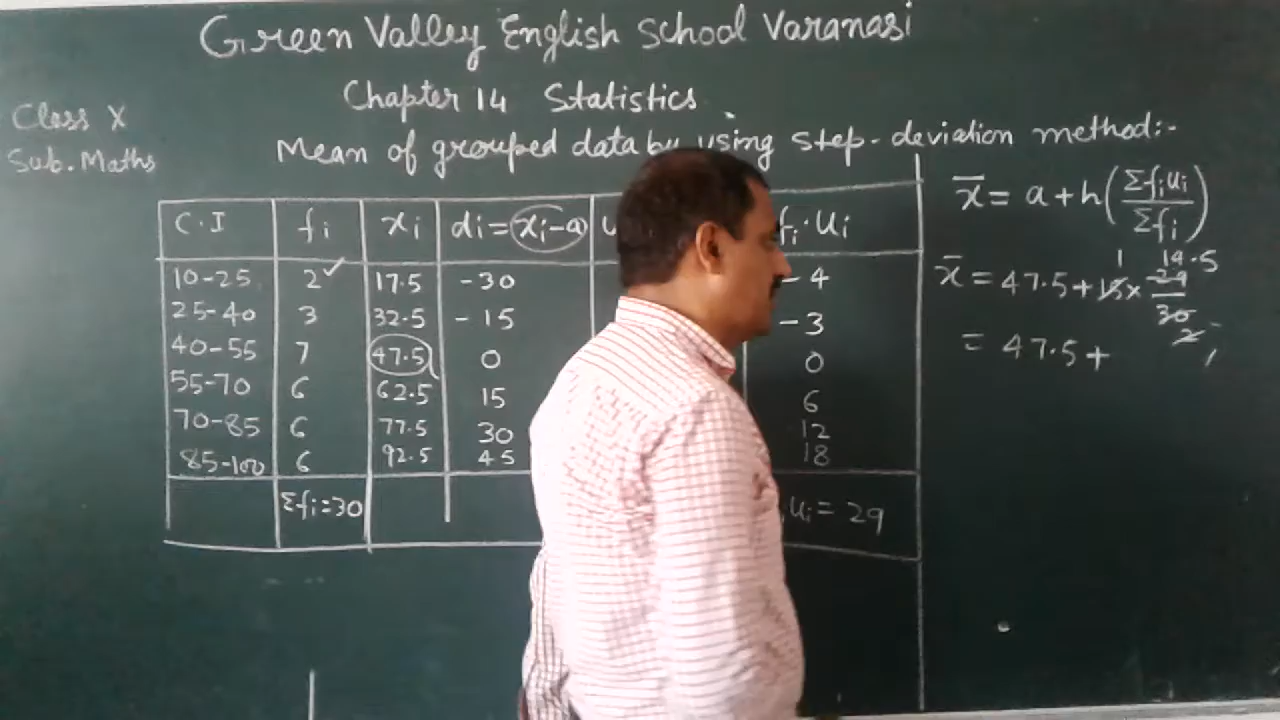 Green Valley English School Varanasi
Chapter 14 Statistics
Class X
Sub. Maths
Mean of grouped data by using step-deviation method:-
C.I fi xi di = xi-a fi.Ui
10-25 2 ✓ 17.5 -30 -4
25-40 3 32.5 -15 -3
40-55 7 47.5 0 0
55-70 6 62.5 15 6
70-85 6 77.5 30 12
85-100 6 92.5 45 18
Σfi=30 ui = 29
x̄ = a + h(Σfiui/Σfi)
1 14.5
x̄ = 47.5 + 15 × 29/30
2
= 47.5 +